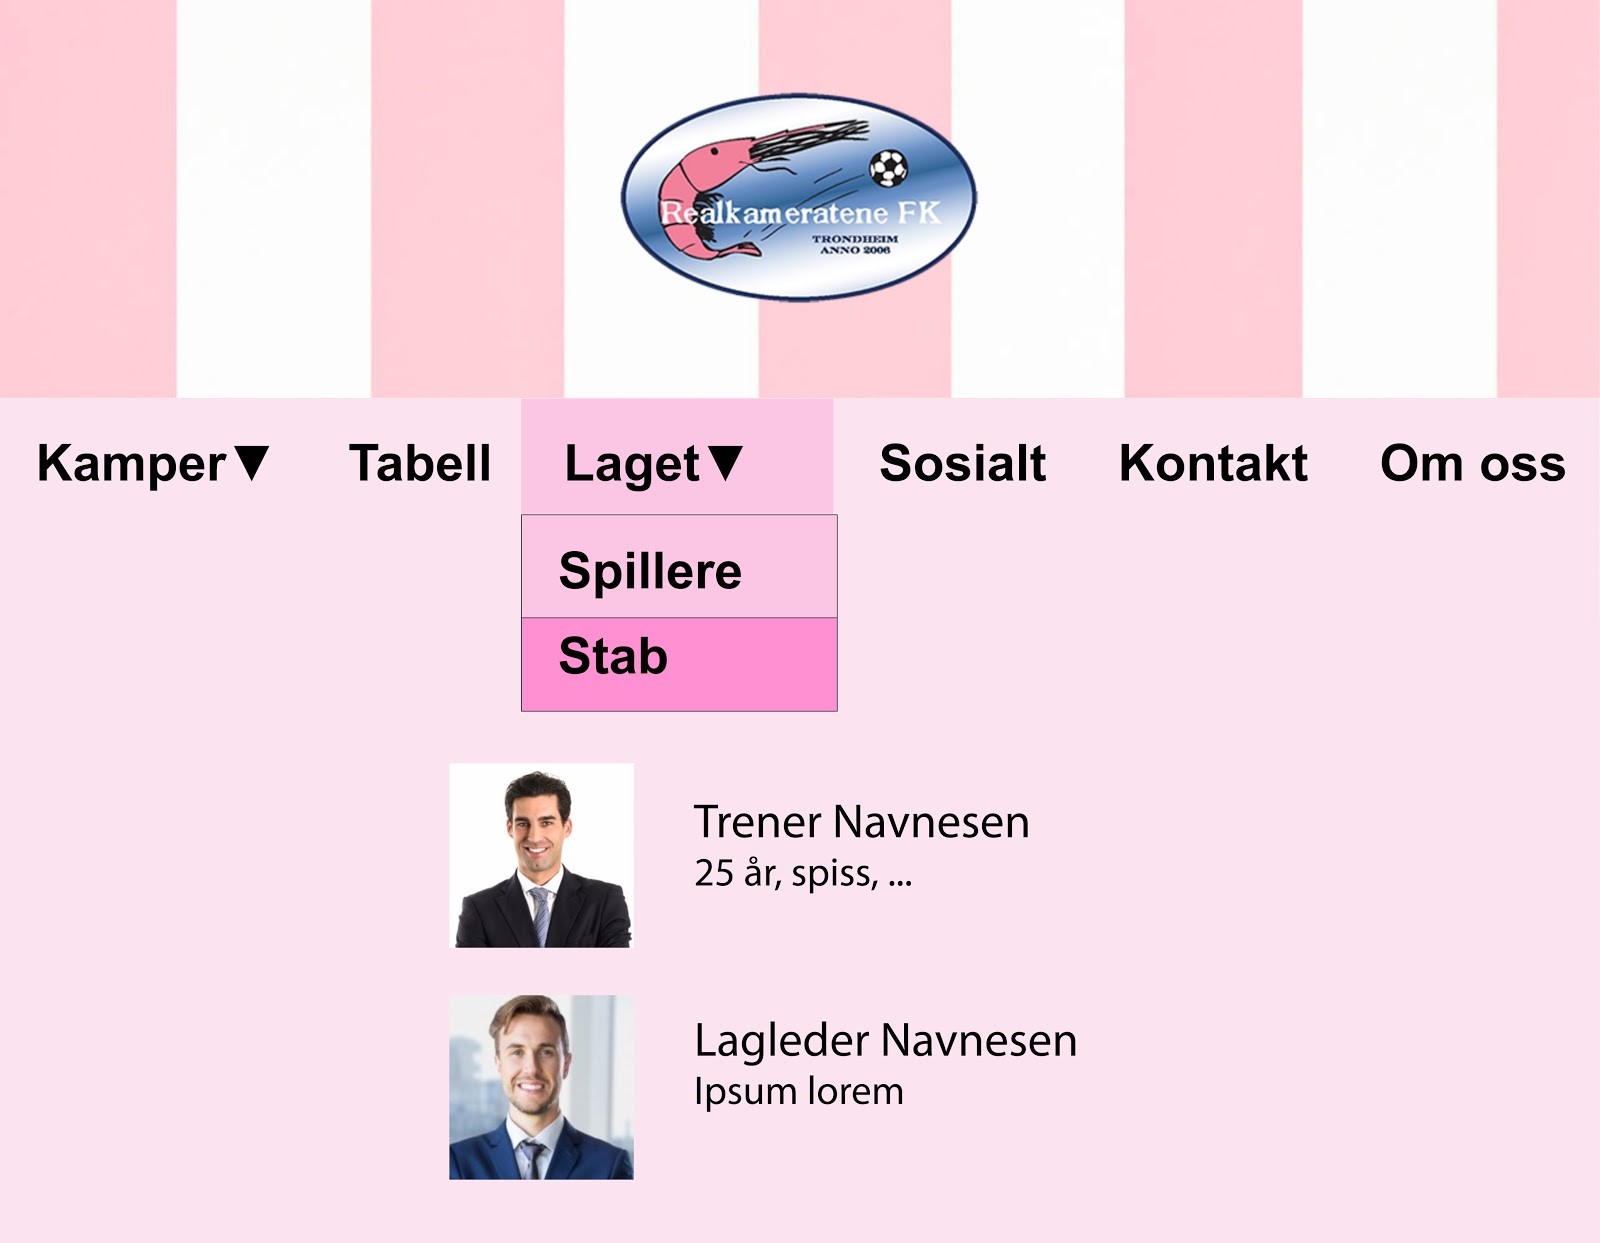 Realkameratene FK
TRONDHEIM
ANNO 2006
Kamper▼ Tabell Laget▼ Sosialt Kontakt Om oss
Spillere
Stab
Trener Navnesen
25 år, spiss, ...
Lagleder Navnesen
Ipsum lorem